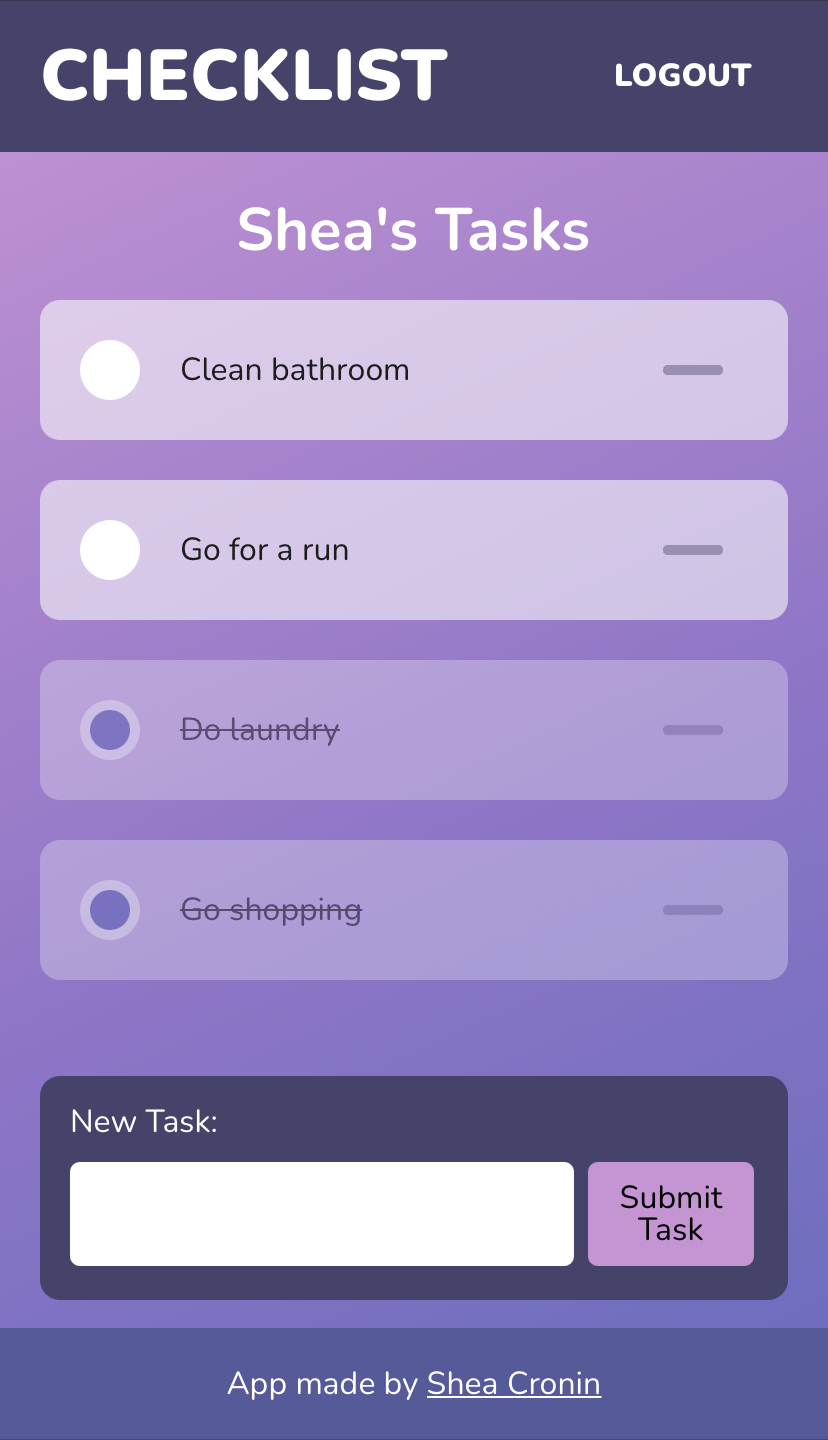 CHECKLIST
LOGOUT
Shea's Tasks
Clean bathroom
Go for a run
Do laundry
Go shopping
New Task:
Submit
Task
App made by Shea Cronin